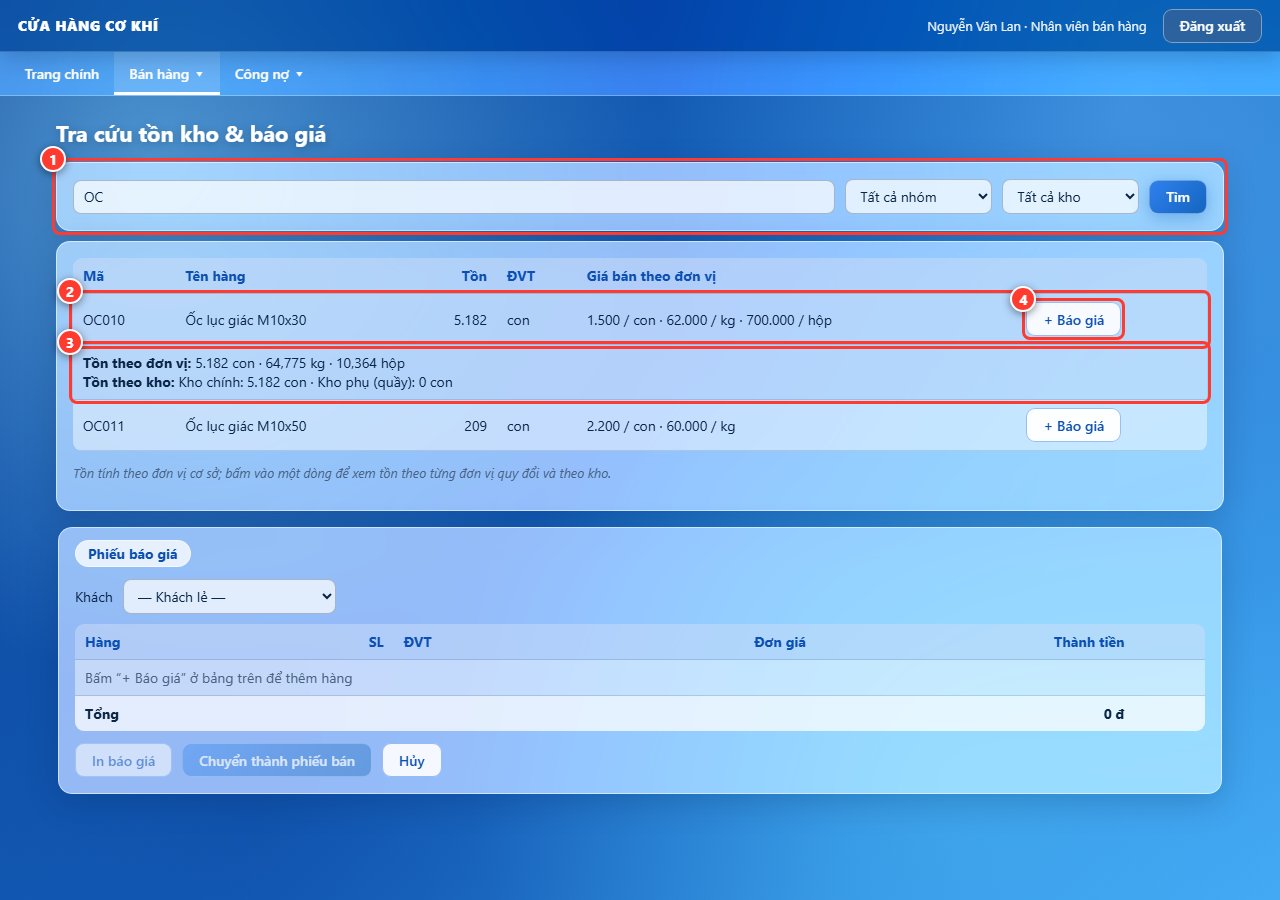 CỬA HÀNG CƠ KHÍ
Nguyễn Văn Lan · Nhân viên bán hàng
Đăng xuất
Trang chính
Bán hàng ▾
Công nợ ▾
Tra cứu tồn kho & báo giá
1
OC
Tất cả nhóm
Tất cả kho
Tìm
Mã Tên hàng Tồn ĐVT Giá bán theo đơn vị
2
4
OC010 Ốc lục giác M10x30 5.182 con 1.500 / con · 62.000 / kg · 700.000 / hộp + Báo giá
3
Tồn theo đơn vị: 5.182 con · 64,775 kg · 10,364 hộp
Tồn theo kho: Kho chính: 5.182 con · Kho phụ (quầy): 0 con
OC011 Ốc lục giác M10x50 209 con 2.200 / con · 60.000 / kg + Báo giá
Tồn tính theo đơn vị cơ sở; bấm vào một dòng để xem tồn theo từng đơn vị quy đổi và theo kho.
Phiếu báo giá
Khách — Khách lẻ —
Hàng SL ĐVT Đơn giá Thành tiền
Bấm “+ Báo giá” ở bảng trên để thêm hàng
Tổng 0 đ
In báo giá
Chuyển thành phiếu bán
Hủy